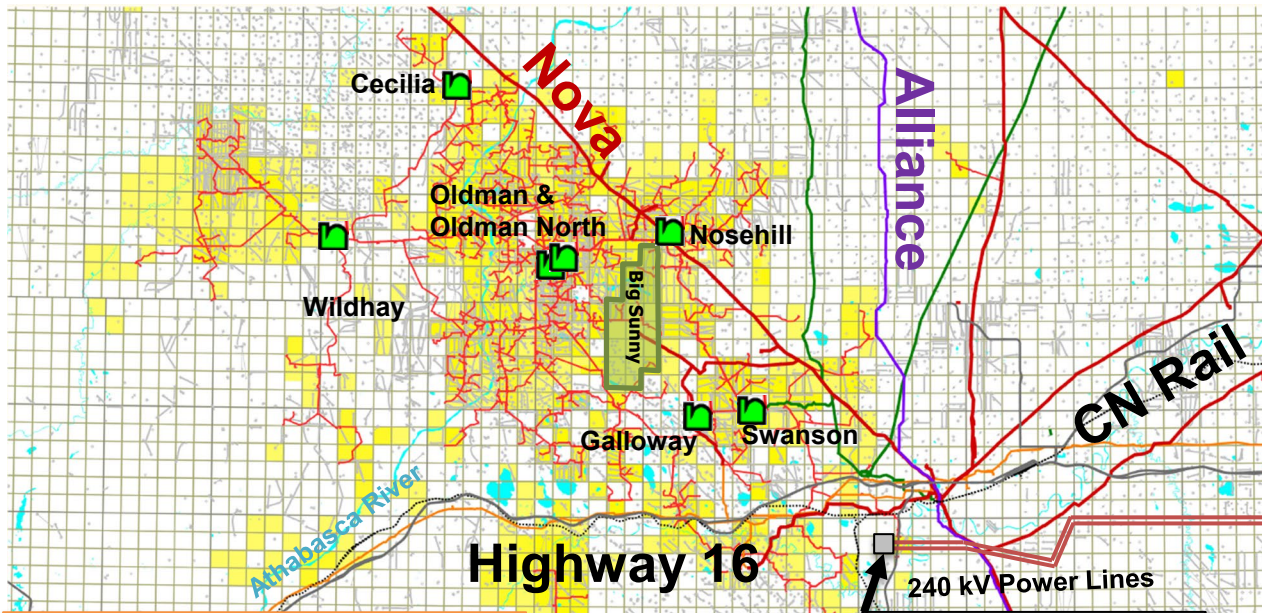 Nova
Cecilia
Alliance
Oldman &
Oldman North
Nosehill
Big Sunny
Wildhay
CN Rail
Galloway
Swanson
Athabasca River
Highway 16
240 kV Power Lines